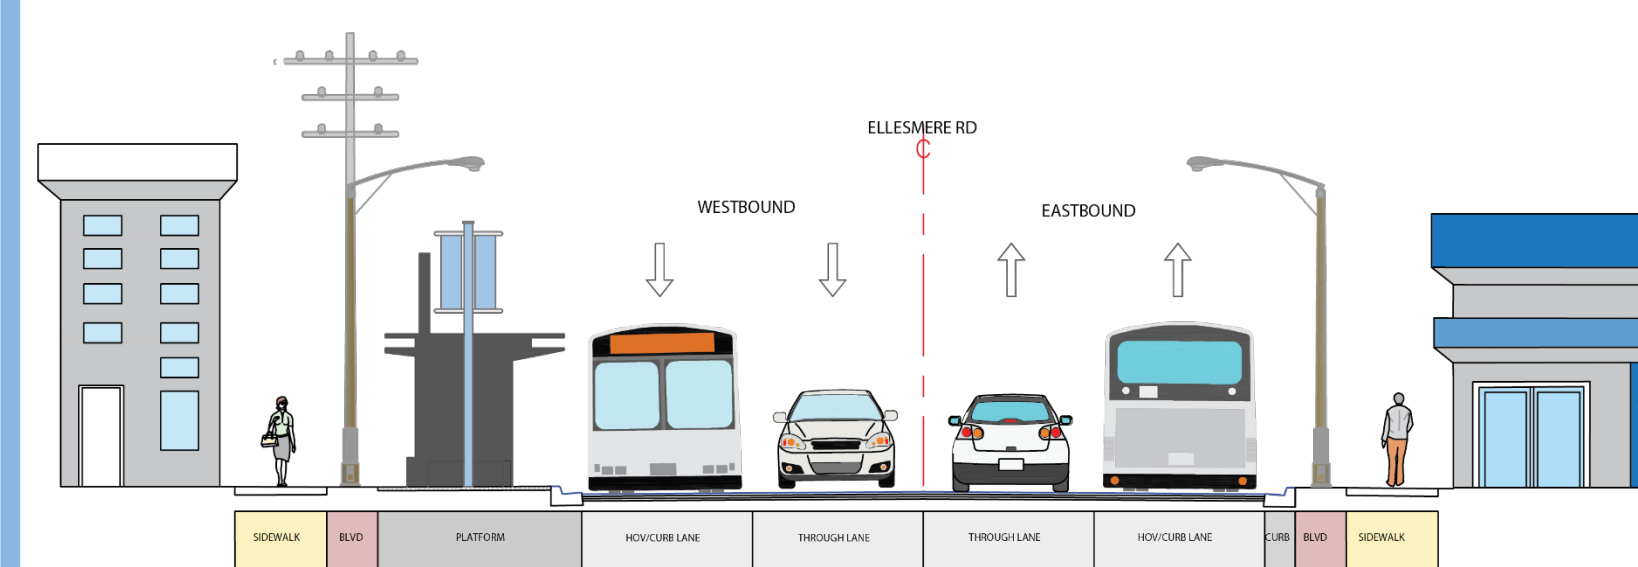 ELLESMERE RD
WESTBOUND
EASTBOUND
SIDEWALK
BLVD
PLATFORM
HOV/CURB LANE
THROUGH LANE
THROUGH LANE
HOV/CURB LANE
CURB
BLVD
SIDEWALK